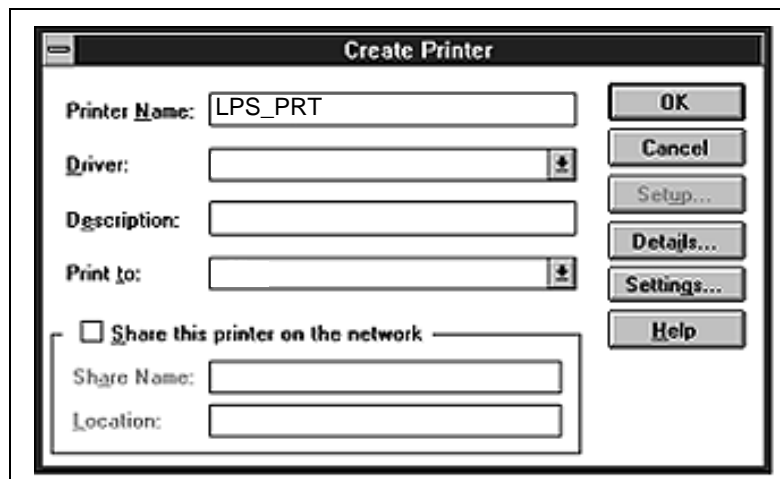 Create Printer
Printer Name: LPS_PRT
Driver:
Description:
Print to:
Share this printer on the network
Share Name:
Location:
OK
Cancel
Setup...
Details...
Settings...
Help